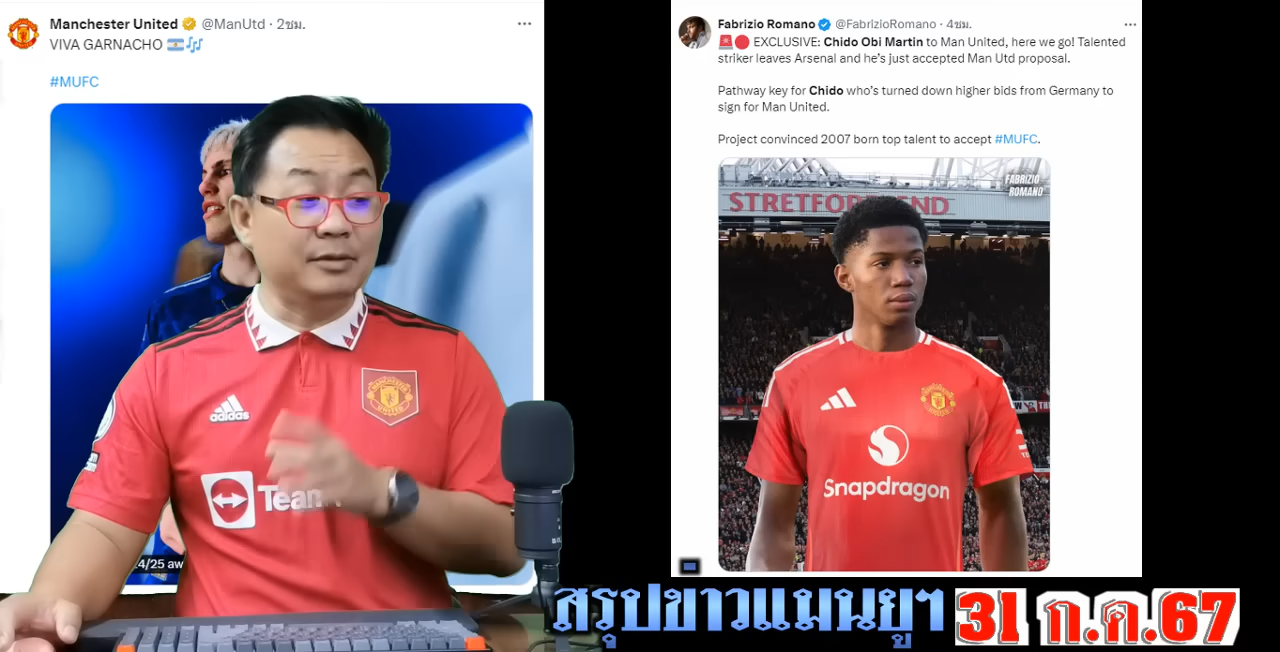 Manchester United @ManUtd · 2ชม.
VIVA GARNACHO
#MUFC
adidas
Team
4/25 aw
Fabrizio Romano @FabrizioRomano · 4ชม.
EXCLUSIVE: Chido Obi Martin to Man United, here we go! Talented
striker leaves Arsenal and he's just accepted Man Utd proposal.
Pathway key for Chido who's turned down higher bids from Germany to
sign for Man United.
Project convinced 2007 born top talent to accept #MUFC.
FABRIZIO
ROMANO
STRETFORD END
Snapdragon
สรุปข่าวแมนยูฯ 31 ก.ค.67